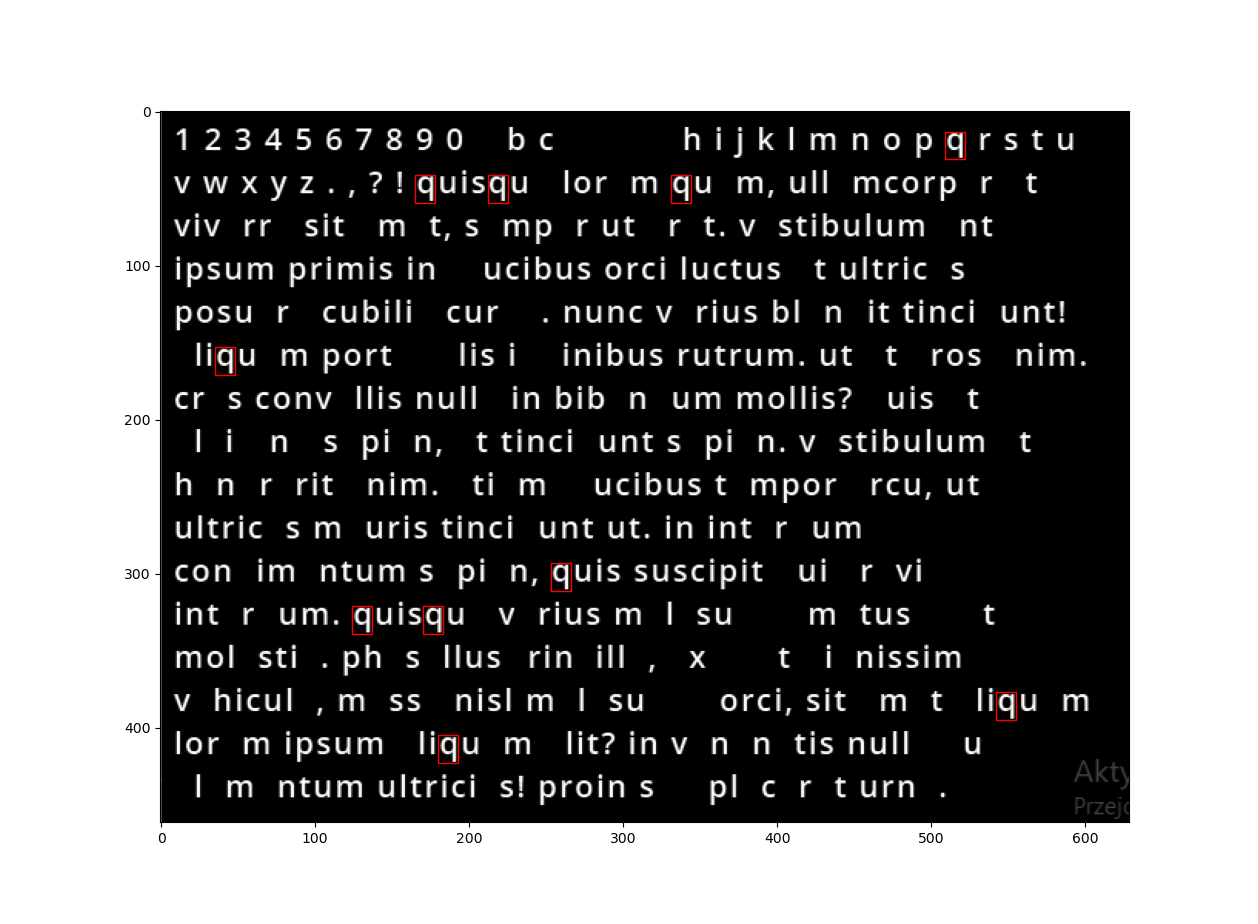 0
1 2 3 4 5 6 7 8 9 0 b c h i j k l m n o p q r s t u
v w x y z . , ? ! quisqu lor m qu m, ull mcorp r t
viv rr sit m t, s mp r ut r t. v stibulum nt
100 ipsum primis in ucibus orci luctus t ultric s
posu r cubili cur . nunc v rius bl n it tinci unt!
liqu m port lis i inibus rutrum. ut t ros nim.
cr s conv llis null in bib n um mollis? uis t
200
l i n s pi n, t tinci unt s pi n. v stibulum t
h n r rit nim. ti m ucibus t mpor rcu, ut
ultric s m uris tinci unt ut. in int r um
300 con im ntum s pi n, quis suscipit ui r vi
int r um. quisqu v rius m l su m tus t
mol sti . ph s llus rin ill , x t i nissim
v hicul , m ss nisl m l su orci, sit m t liqu m
400
lor m ipsum liqu m lit? in v n n tis null u
l m ntum ultrici s! proin s pl c r t urn .
Akty
Przejd
0 100 200 300 400 500 600